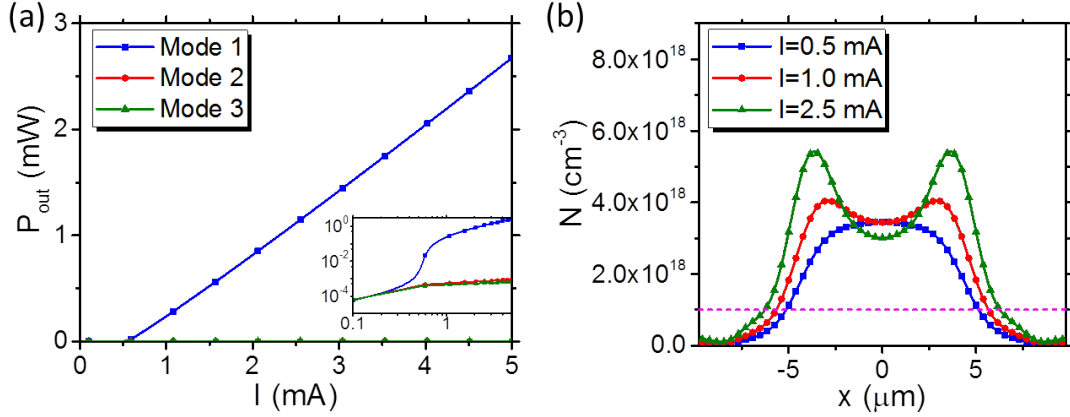 (a)
3
2
1
0
P_out (mW)
Mode 1
Mode 2
Mode 3
10^0
10^-2
10^-4
0.1
1
0
1
2
3
4
5
I (mA)
(b)
8.0x10^18
6.0x10^18
4.0x10^18
2.0x10^18
0.0
N (cm^-3)
I=0.5 mA
I=1.0 mA
I=2.5 mA
-5
0
5
x (μm)